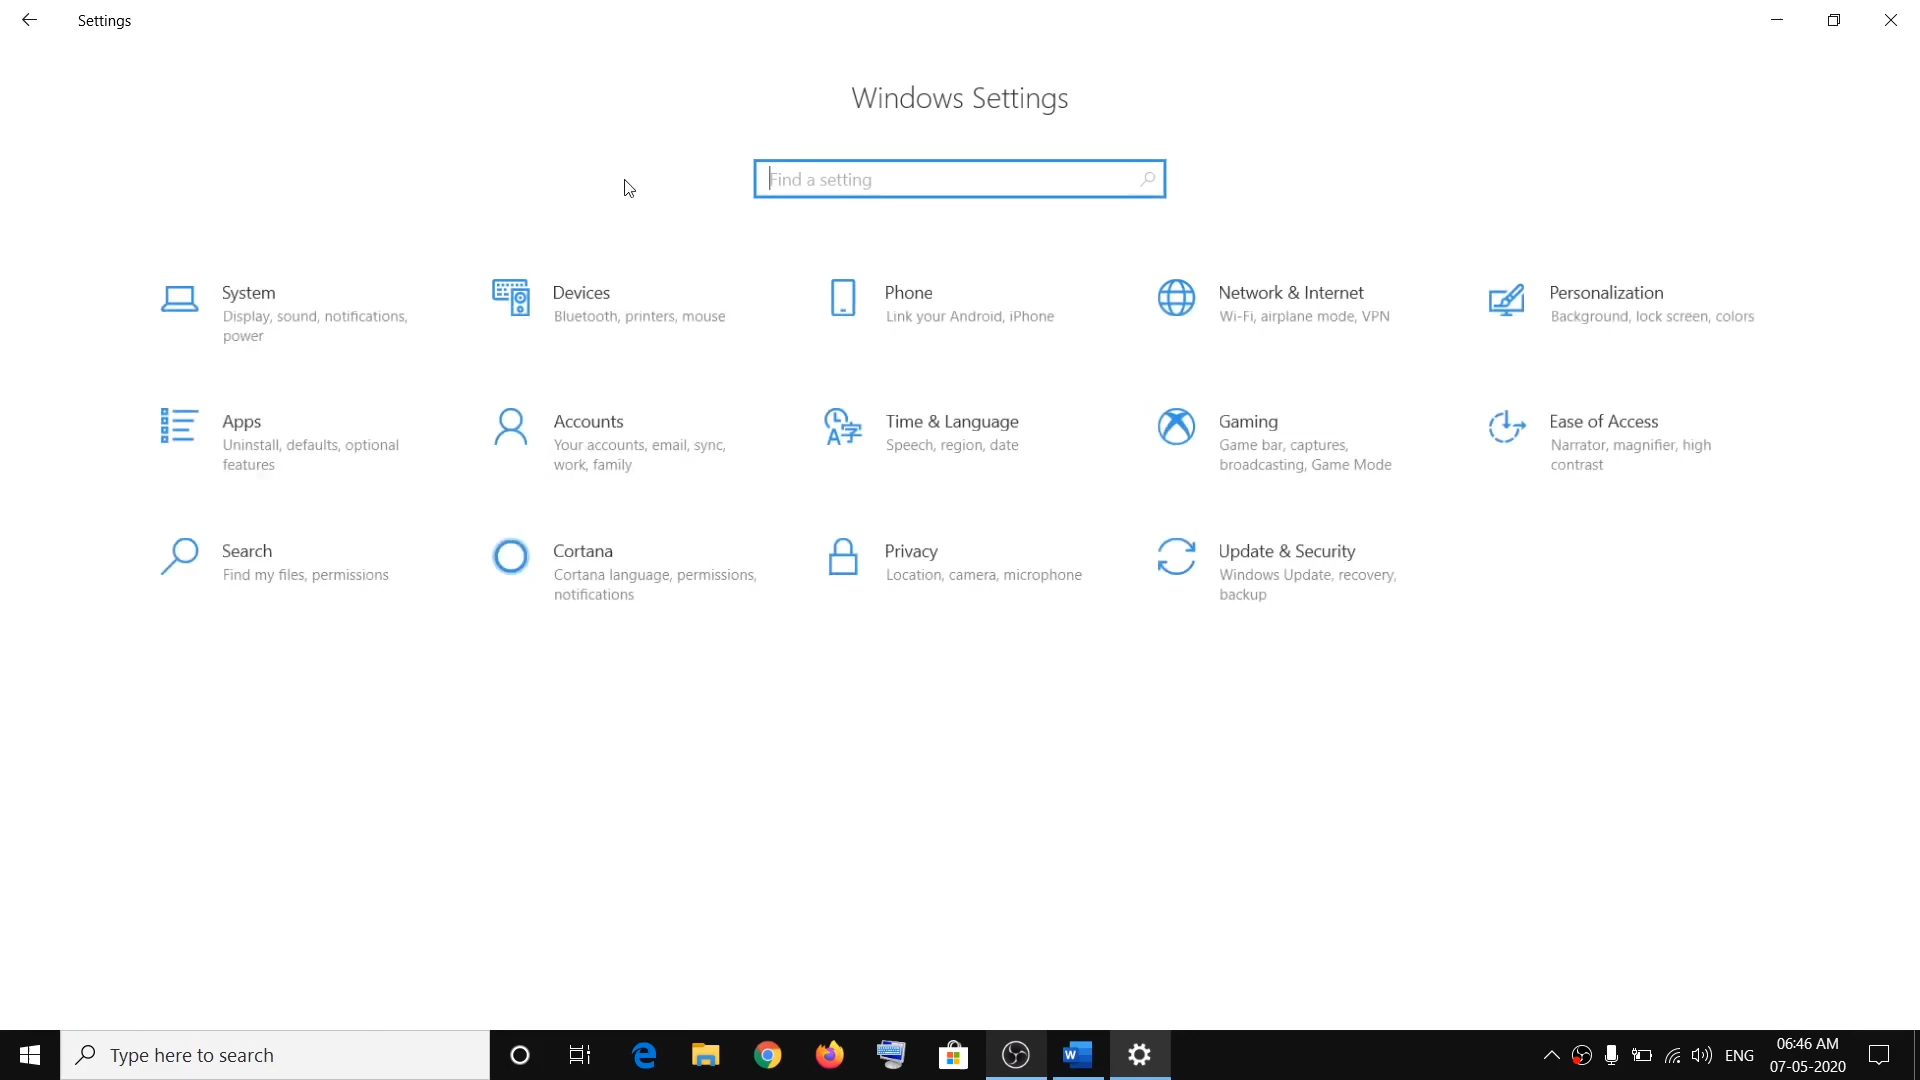 Settings
Windows Settings
Find a setting
System
Display, sound, notifications,
power
Devices
Bluetooth, printers, mouse
Phone
Link your Android, iPhone
Network & Internet
Wi-Fi, airplane mode, VPN
Personalization
Background, lock screen, colors
Apps
Uninstall, defaults, optional
features
Accounts
Your accounts, email, sync,
work, family
Time & Language
Speech, region, date
Gaming
Game bar, captures,
broadcasting, Game Mode
Ease of Access
Narrator, magnifier, high
contrast
Search
Find my files, permissions
Cortana
Cortana language, permissions,
notifications
Privacy
Location, camera, microphone
Update & Security
Windows Update, recovery,
backup
Type here to search
ENG
06:46 AM
07-05-2020